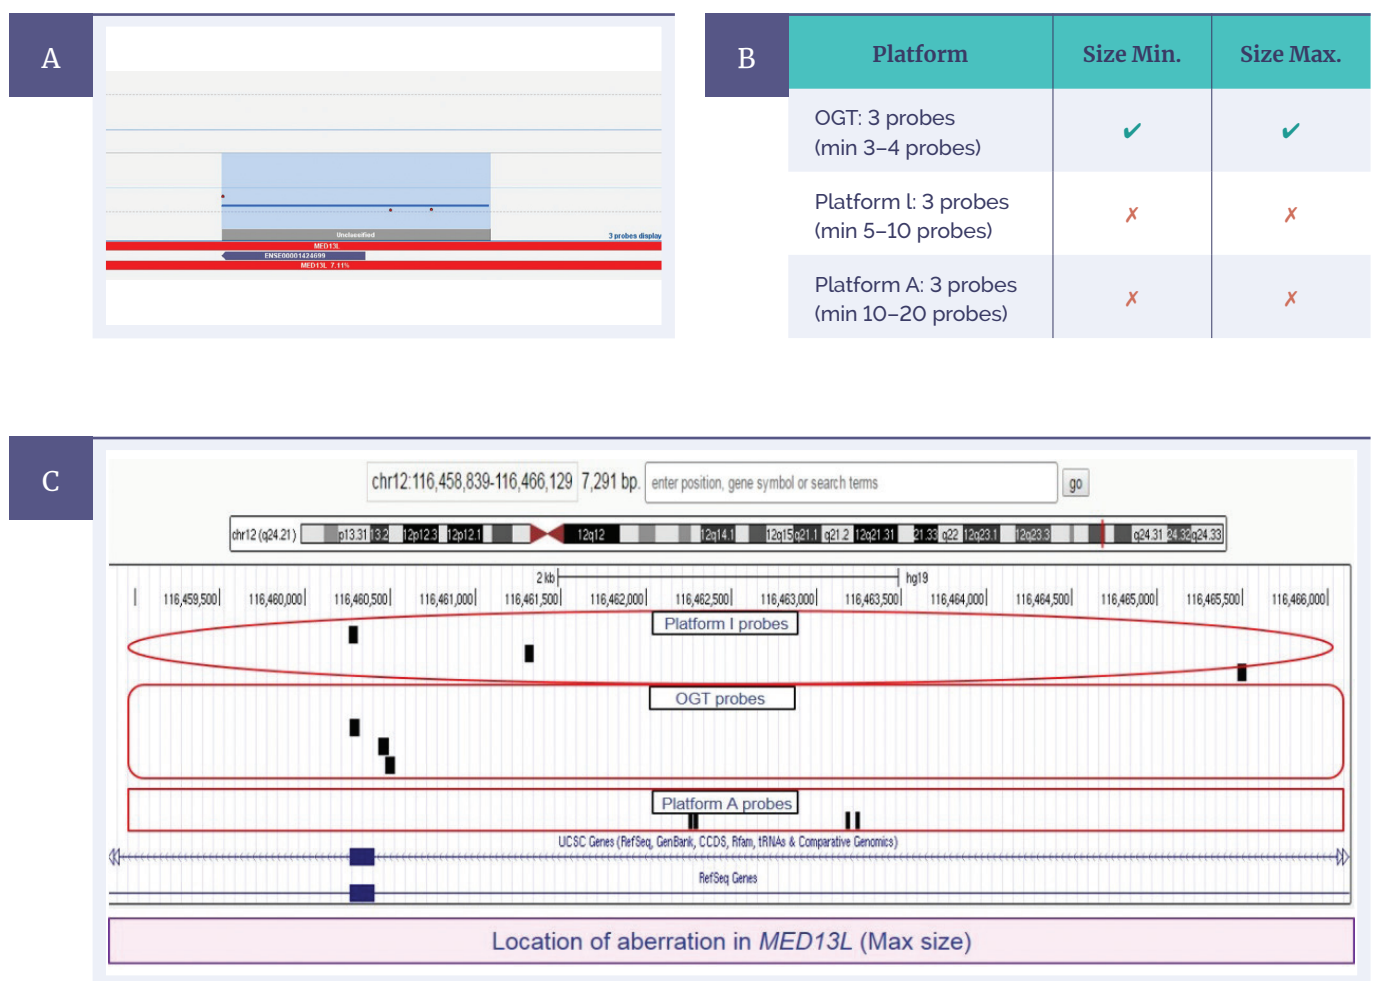 A
Unclassified
3 probes display
MED13L
ENSE00001424699
MED13L 7.11%
B
Platform Size Min. Size Max.
OGT: 3 probes
(min 3–4 probes)
✔ ✔
Platform l: 3 probes
(min 5–10 probes)
✗ ✗
Platform A: 3 probes
(min 10–20 probes)
✗ ✗
C
chr12:116,458,839-116,466,129 7,291 bp. enter position, gene symbol or search terms go
chr12 (q24.21) p13.31 13.2 12p12.3 12p12.1 12q12 12q14.1 12q15 q21.1 q21.2 12q21.31 21.33 q22 12q23.1 12q23.3 q24.31 24.32 q24.33
2 kb hg19
116,459,500 116,460,000 116,460,500 116,461,000 116,461,500 116,462,000 116,462,500 116,463,000 116,463,500 116,464,000 116,464,500 116,465,000 116,465,500 116,466,000
Platform I probes
OGT probes
Platform A probes
UCSC Genes (RefSeq, GenBank, CCDS, Rfam, tRNAs & Comparative Genomics)
RefSeq Genes
Location of aberration in MED13L (Max size)